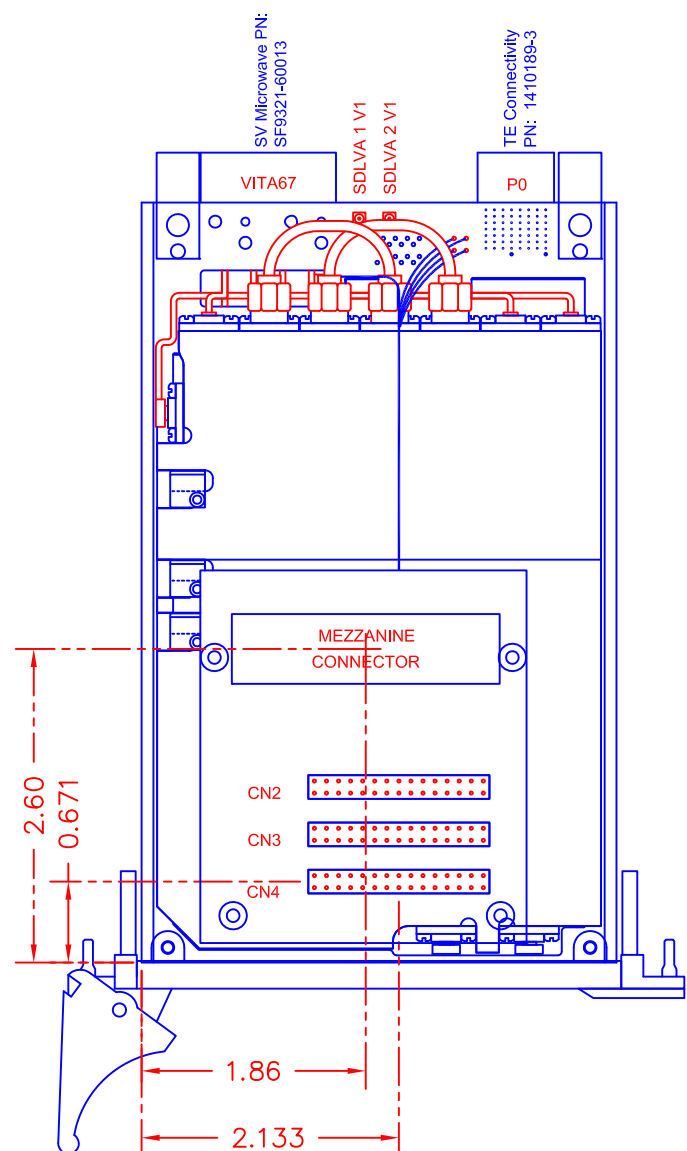 SV Microwave PN:
SF9321-60013
SDLVA 1 V1
SDLVA 2 V1
TE Connectivity
PN: 1410189-3
VITA67
P0
MEZZANINE
CONNECTOR
2.60
0.671
CN2
CN3
CN4
1.86
2.133